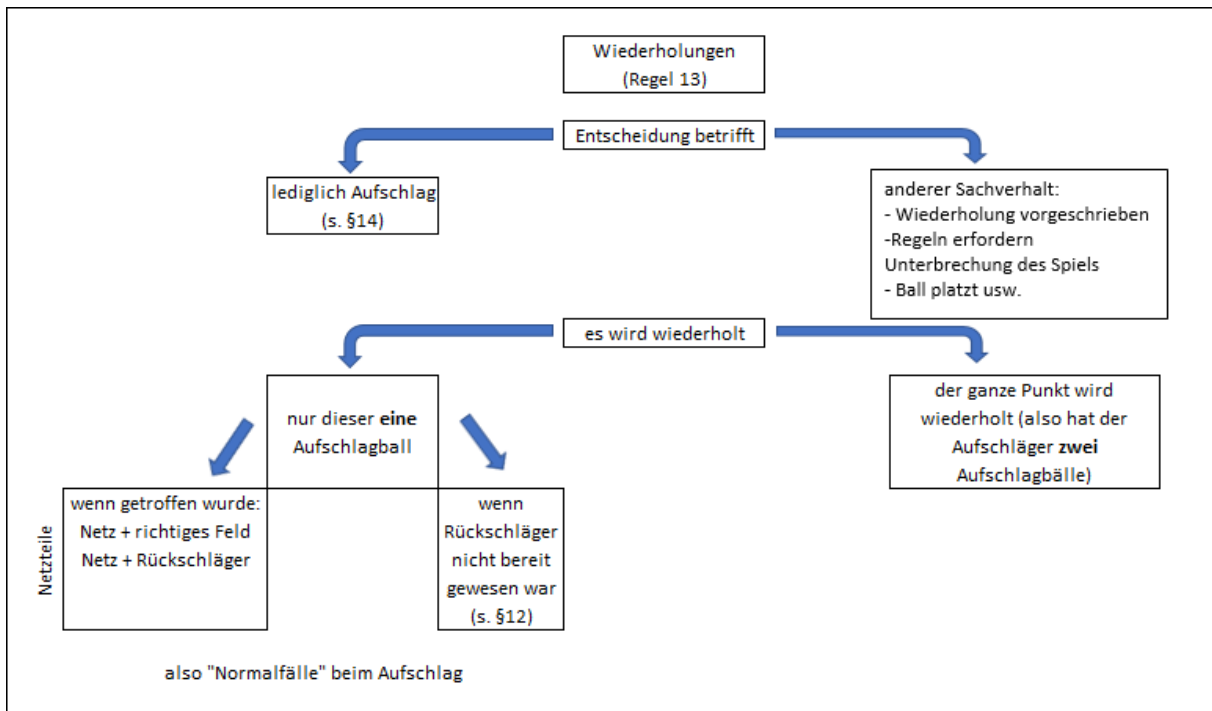 Wiederholungen
(Regel 13)
Entscheidung betrifft
lediglich Aufschlag
(s. §14)
anderer Sachverhalt:
- Wiederholung vorgeschrieben
-Regeln erfordern
Unterbrechung des Spiels
- Ball platzt usw.
es wird wiederholt
nur dieser eine
Aufschlagball
der ganze Punkt wird
wiederholt (also hat der
Aufschläger zwei
Aufschlagbälle)
Netzteile
wenn getroffen wurde:
Netz + richtiges Feld
Netz + Rückschläger
wenn
Rückschläger
nicht bereit
gewesen war
(s. §12)
also "Normalfälle" beim Aufschlag